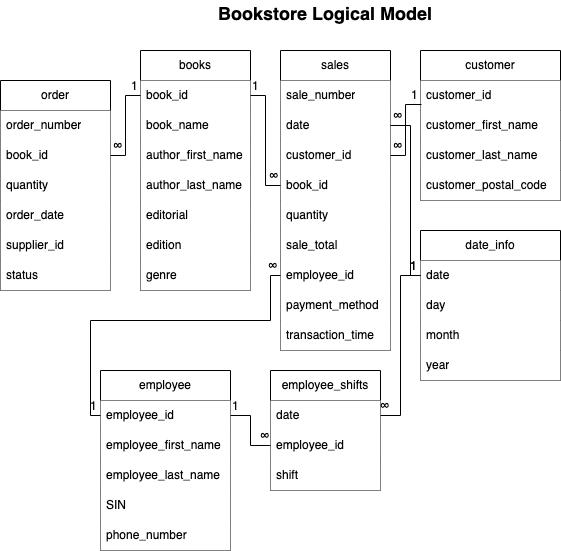 Bookstore Logical Model
order
order_number
book_id
quantity
order_date
supplier_id
status
books
book_id
book_name
author_first_name
author_last_name
editorial
edition
genre
sales
sale_number
date
customer_id
book_id
quantity
sale_total
employee_id
payment_method
transaction_time
customer
customer_id
customer_first_name
customer_last_name
customer_postal_code
date_info
date
day
month
year
employee
employee_id
employee_first_name
employee_last_name
SIN
phone_number
employee_shifts
date
employee_id
shift
1
∞
1
∞
1
∞
∞
1
∞
1
1
∞
∞